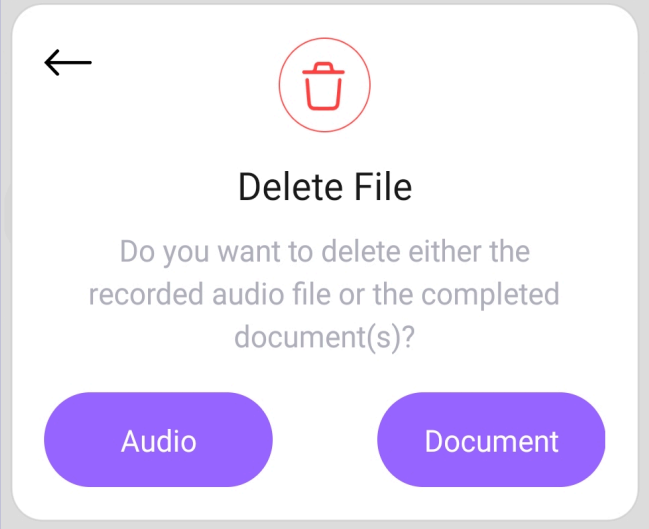 Delete File
Do you want to delete either the
recorded audio file or the completed
document(s)?
Audio
Document